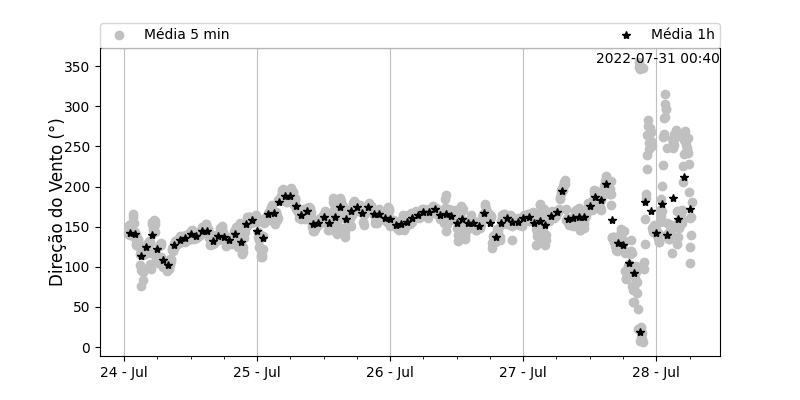 Média 5 min
Média 1h
2022-07-31 00:40
Direção do Vento (°)
350
300
250
200
150
100
50
0
24 - Jul
25 - Jul
26 - Jul
27 - Jul
28 - Jul